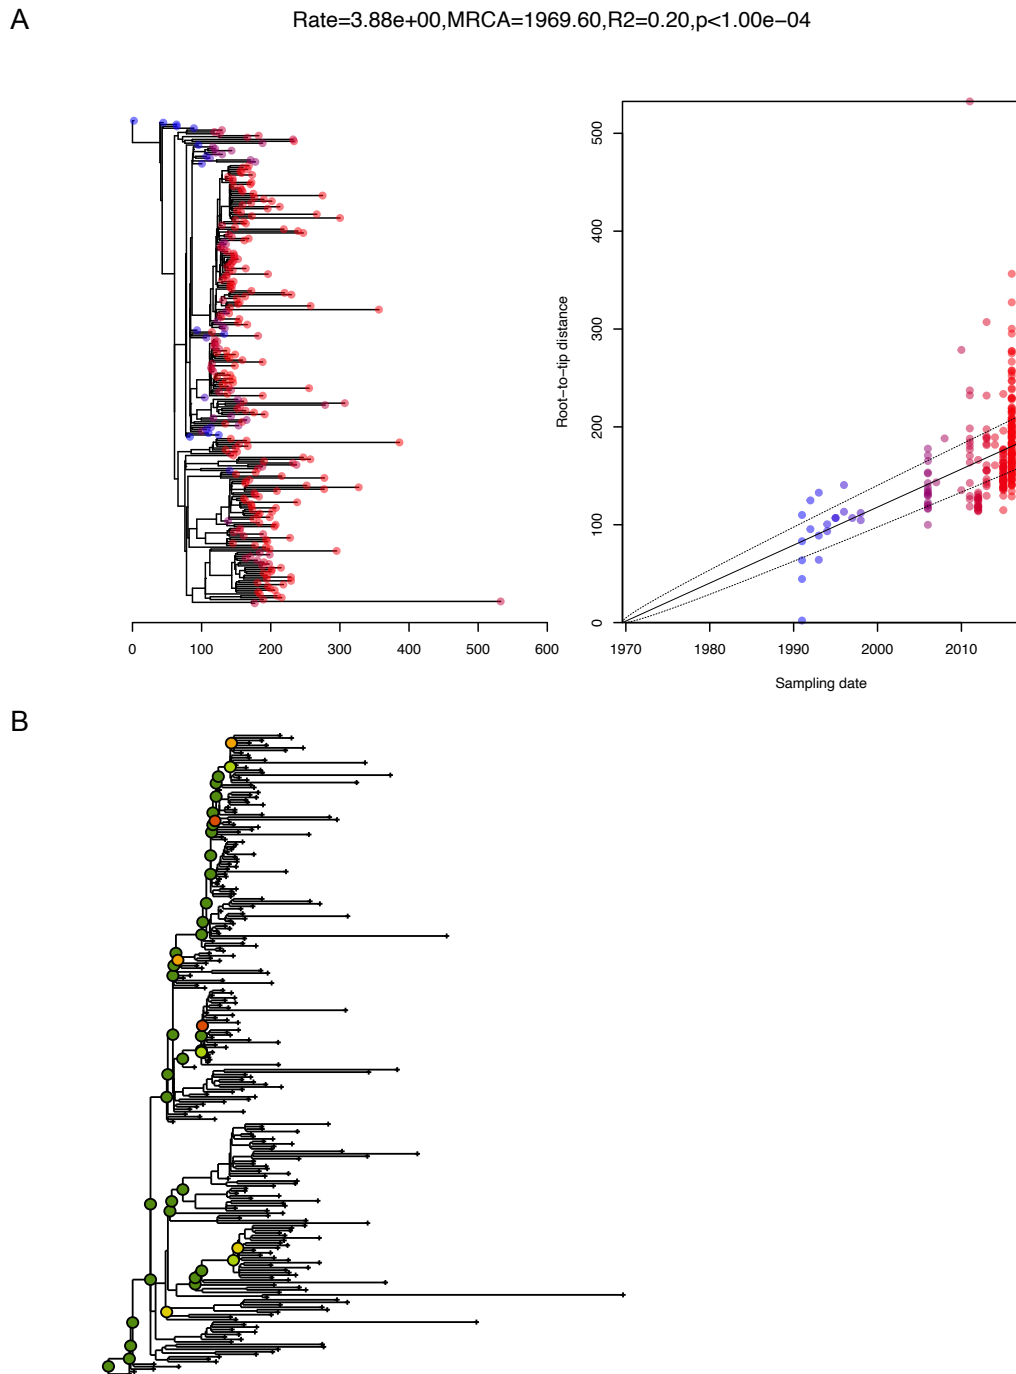 A
Rate=3.88e+00,MRCA=1969.60,R2=0.20,p<1.00e−04
0 100 200 300 400 500 600
Root−to−tip distance
500
400
300
200
100
0
1970 1980 1990 2000 2010
Sampling date
B